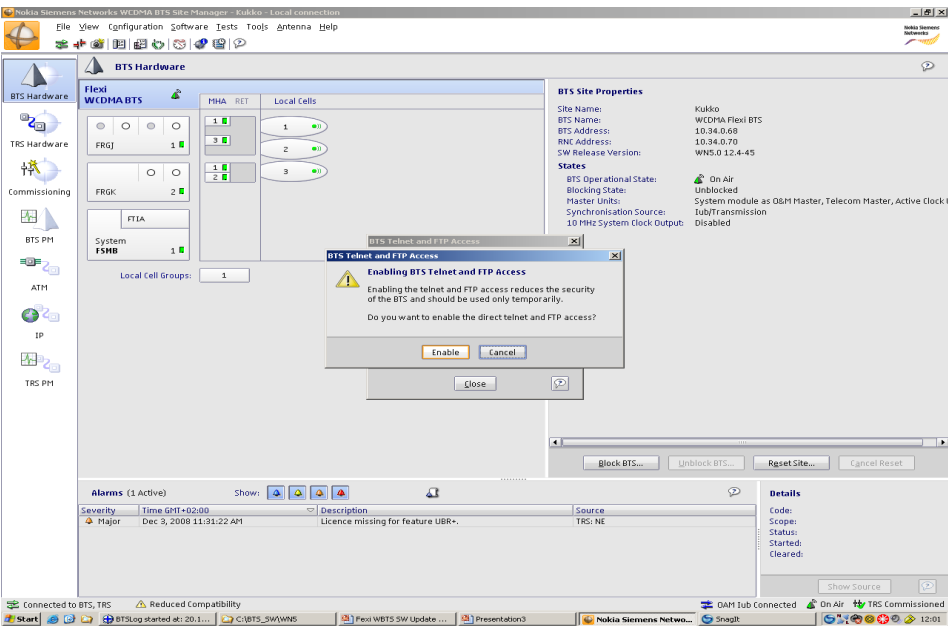 Nokia Siemens Networks WCDMA BTS Site Manager - Kukko - Local connection
File View Configuration Software Tests Tools Antenna Help
Nokia Siemens
Networks
BTS Hardware
BTS Hardware
TRS Hardware
Commissioning
BTS PM
ATM
IP
TRS PM
Flexi
WCDMA BTS
MHA RET Local Cells
FRGJ 1
FRGK 2
FTIA
System
FSMB 1
1
3
1
2
1
2
3
Local Cell Groups: 1
BTS Site Properties
Site Name: Kukko
BTS Name: WCDMA Flexi BTS
BTS Address: 10.34.0.68
RNC Address: 10.34.0.70
SW Release Version: WN5.0 12.4-45
States
BTS Operational State: On Air
Blocking State: Unblocked
Master Units: System module as O&M Master, Telecom Master, Active Clock
Synchronisation Source: Iub/Transmission
10 MHz System Clock Output: Disabled
BTS Telnet and FTP Access
BTS Telnet and FTP Access
Enabling BTS Telnet and FTP Access
Enabling the telnet and FTP access reduces the security
of the BTS and should be used only temporarily.
Do you want to enable the direct telnet and FTP access?
Enable Cancel
Close
Block BTS... Unblock BTS... Reset Site... Cancel Reset
Alarms (1 Active) Show:
Severity Time GMT+02:00 Description Source
Major Dec 3, 2008 11:31:22 AM Licence missing for feature UBR+. TRS: NE
Details
Code:
Scope:
Status:
Started:
Cleared:
Show Source
Connected to BTS, TRS Reduced Compatibility OAM Iub Connected On Air TRS Commissioned
Start BTSLog started at: 20.1... C:\BTS_SW\WN5 Fexi WBTS SW Update ... Presentation3 Nokia Siemens Netwo... SnagIt 12:01